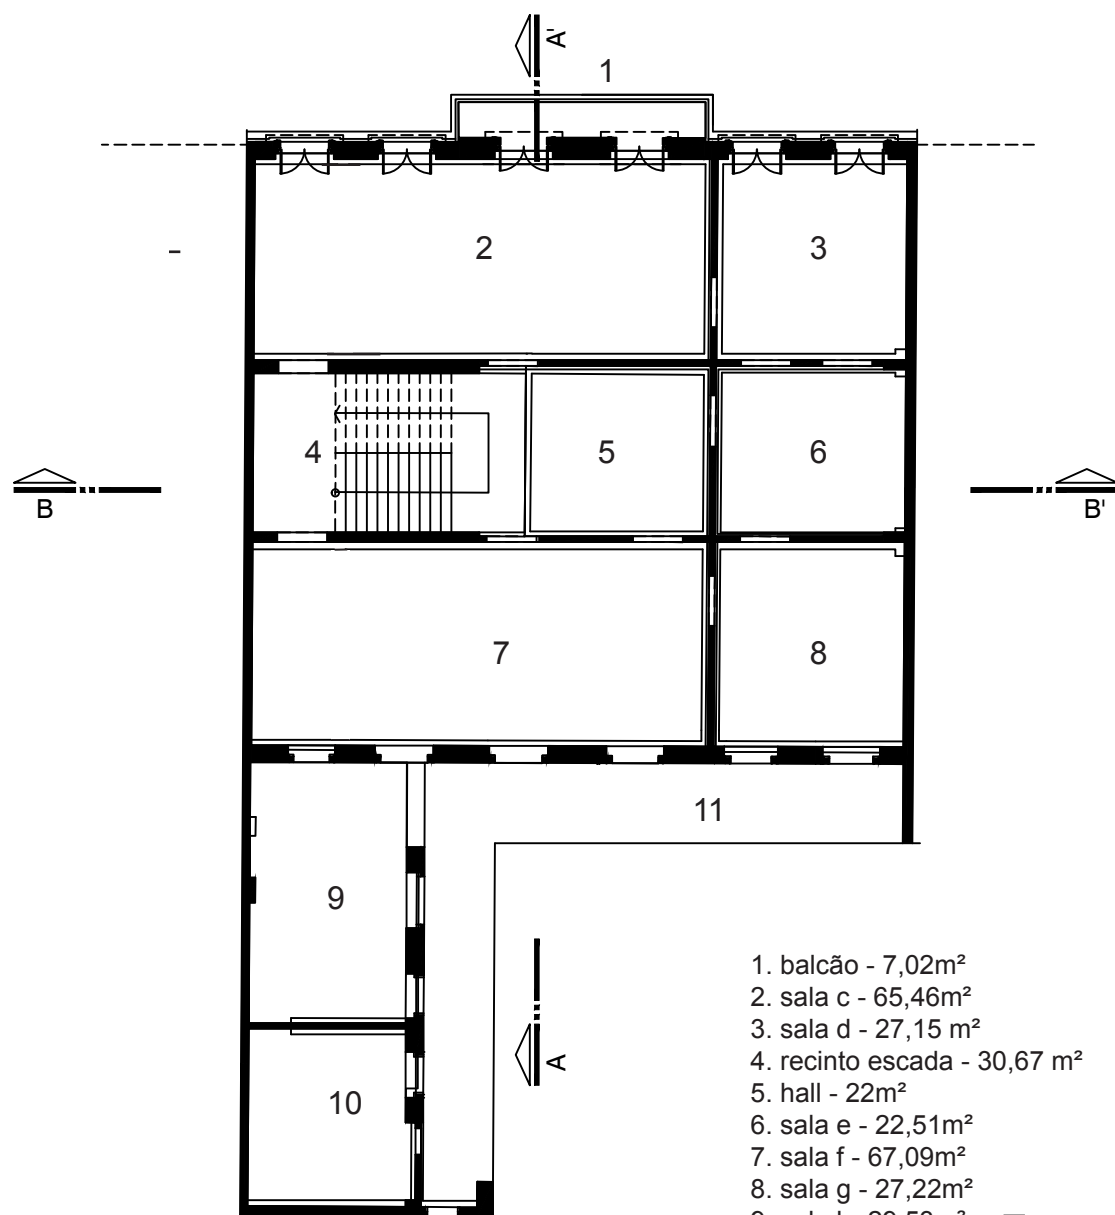 A'
1
2
3
4
5
6
B
B'
7
8
11
9
10
A
1. balcão - 7,02m²
2. sala c - 65,46m²
3. sala d - 27,15 m²
4. recinto escada - 30,67 m²
5. hall - 22m²
6. sala e - 22,51m²
7. sala f - 67,09m²
8. sala g - 27,22m²